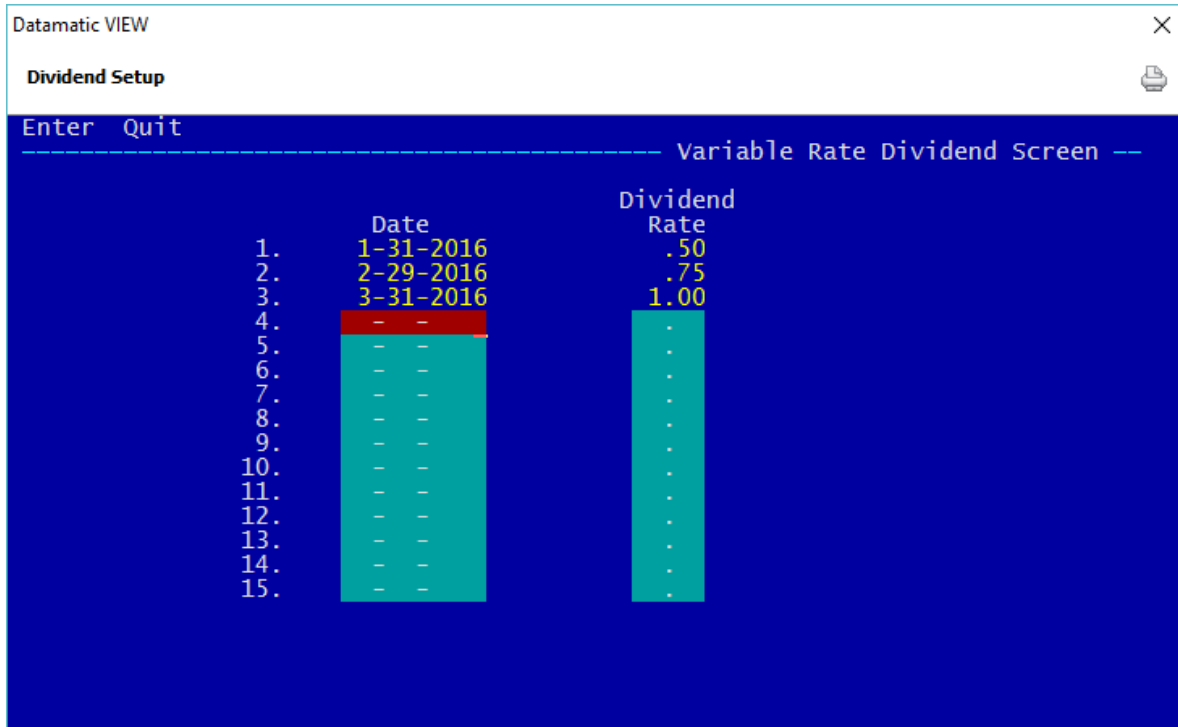 Datamatic VIEW
Dividend Setup
Enter Quit
Variable Rate Dividend Screen
Dividend
Date Rate
1. 1-31-2016 .50
2. 2-29-2016 .75
3. 3-31-2016 1.00
4. - - .
5. - - .
6. - - .
7. - - .
8. - - .
9. - - .
10. - - .
11. - - .
12. - - .
13. - - .
14. - - .
15. - - .